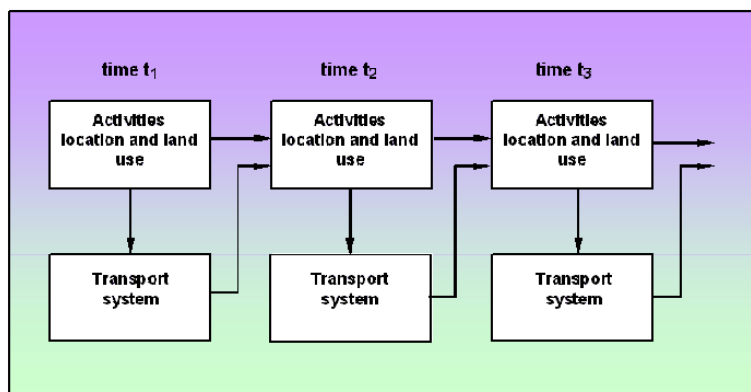 time t1
time t2
time t3
Activities
location and land
use
Activities
location and land
use
Activities
location and land
use
Transport
system
Transport
system
Transport
system